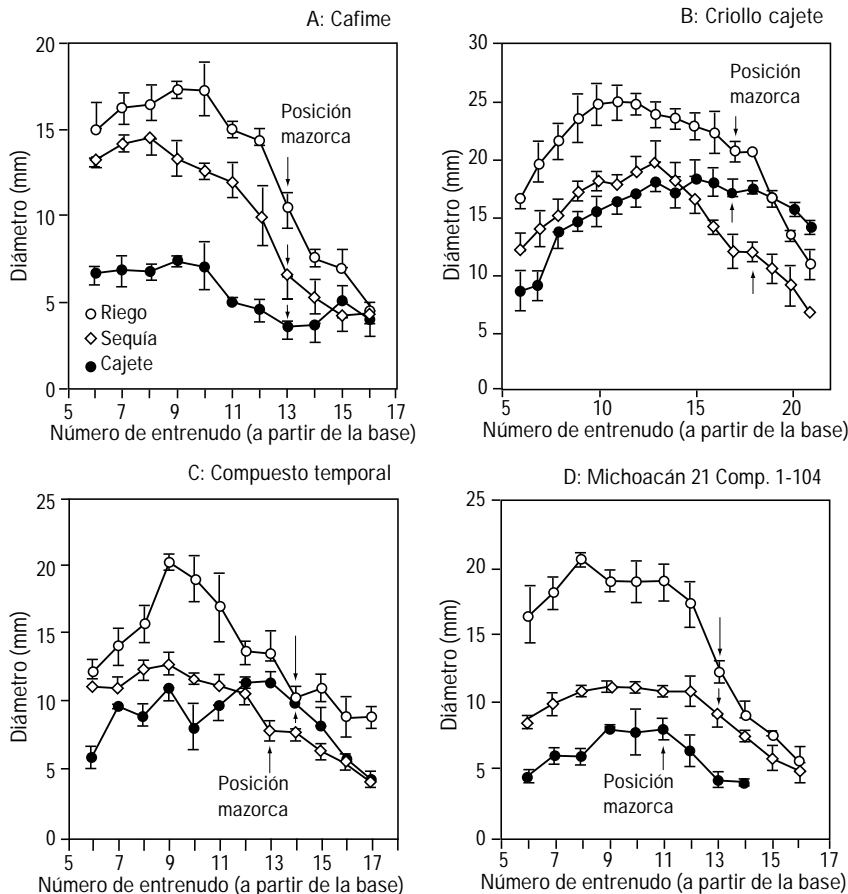 A: Cafime
20
15
10
5
0
Diámetro (mm)
Posición
mazorca
Riego
Sequía
Cajete
5 7 9 11 13 15 17
Número de entrenudo (a partir de la base)
B: Criollo cajete
30
25
20
15
10
5
0
Diámetro (mm)
Posición
mazorca
5 10 15 20
Número de entrenudo (a partir de la base)
C: Compuesto temporal
25
20
15
10
5
0
Diámetro (mm)
Posición
mazorca
5 7 9 11 13 15 17
Número de entrenudo (a partir de la base)
D: Michoacán 21 Comp. 1-104
25
20
15
10
5
0
Diámetro (mm)
Posición
mazorca
5 7 9 11 13 15 17
Número de entrenudo (a partir de la base)